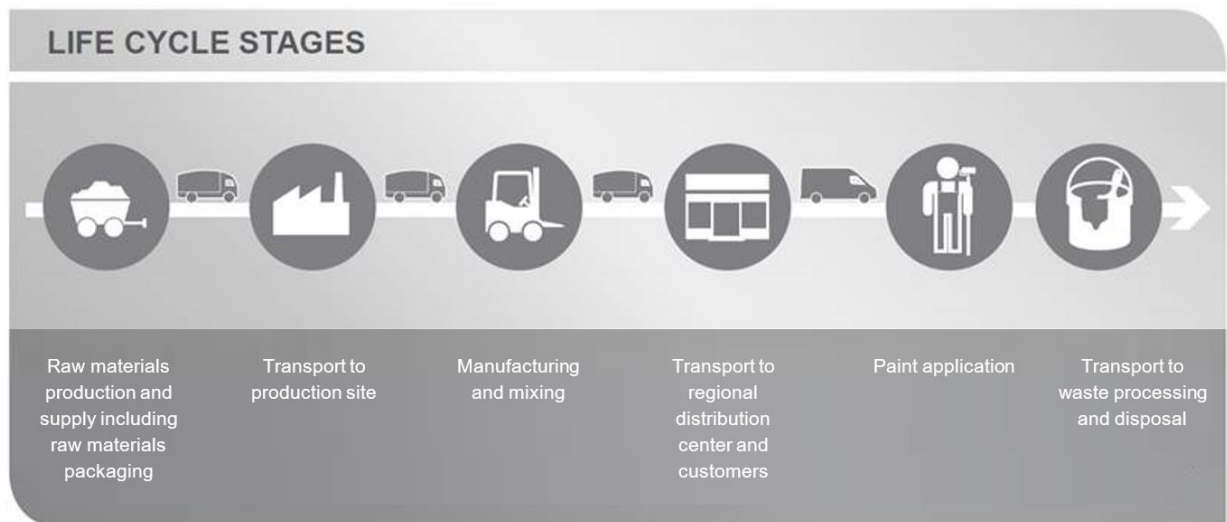 LIFE CYCLE STAGES
Raw materials
production and
supply including
raw materials
packaging
Transport to
production site
Manufacturing
and mixing
Transport to
regional
distribution
center and
customers
Paint application
Transport to
waste processing
and disposal